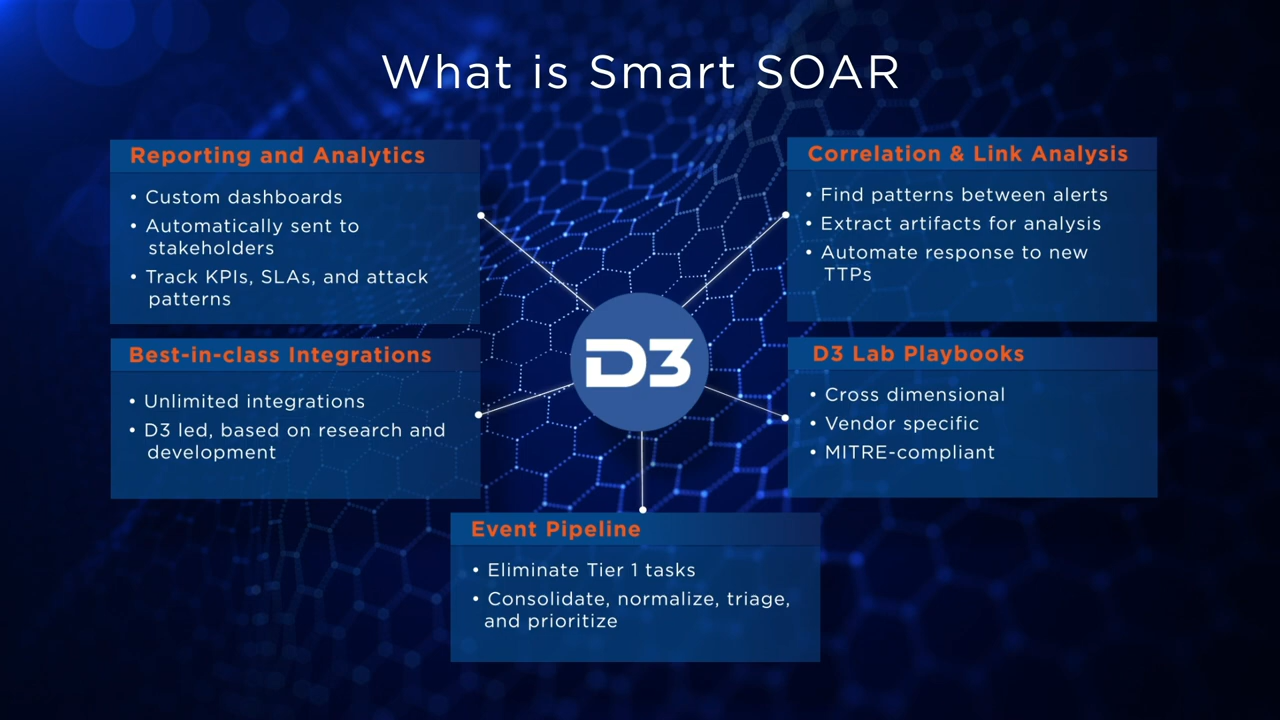 What is Smart SOAR
Reporting and Analytics
• Custom dashboards
• Automatically sent to
stakeholders
• Track KPIs, SLAs, and attack
patterns
Correlation & Link Analysis
• Find patterns between alerts
• Extract artifacts for analysis
• Automate response to new
TTPs
Best-in-class Integrations
• Unlimited integrations
• D3 led, based on research and
development
D3
D3 Lab Playbooks
• Cross dimensional
• Vendor specific
• MITRE-compliant
Event Pipeline
• Eliminate Tier 1 tasks
• Consolidate, normalize, triage,
and prioritize